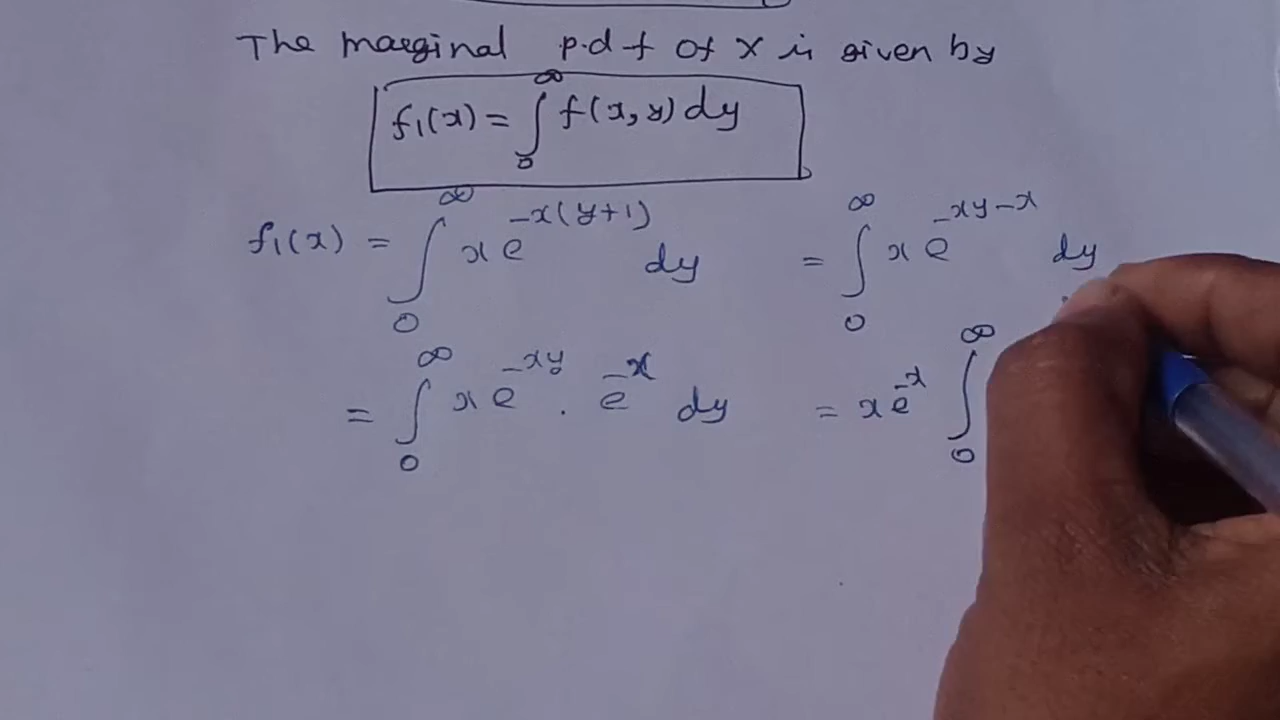 The marginal p.d f of x is given by
f₁(x) = ∫₀^∞ f(x, y) dy
f₁(x) = ∫₀^∞ x e^{-x(y+1)} dy = ∫₀^∞ x e^{-xy-x} dy
= ∫₀^∞ x e^{-xy} . e^{-x} dy = x e^{-x} ∫₀^∞